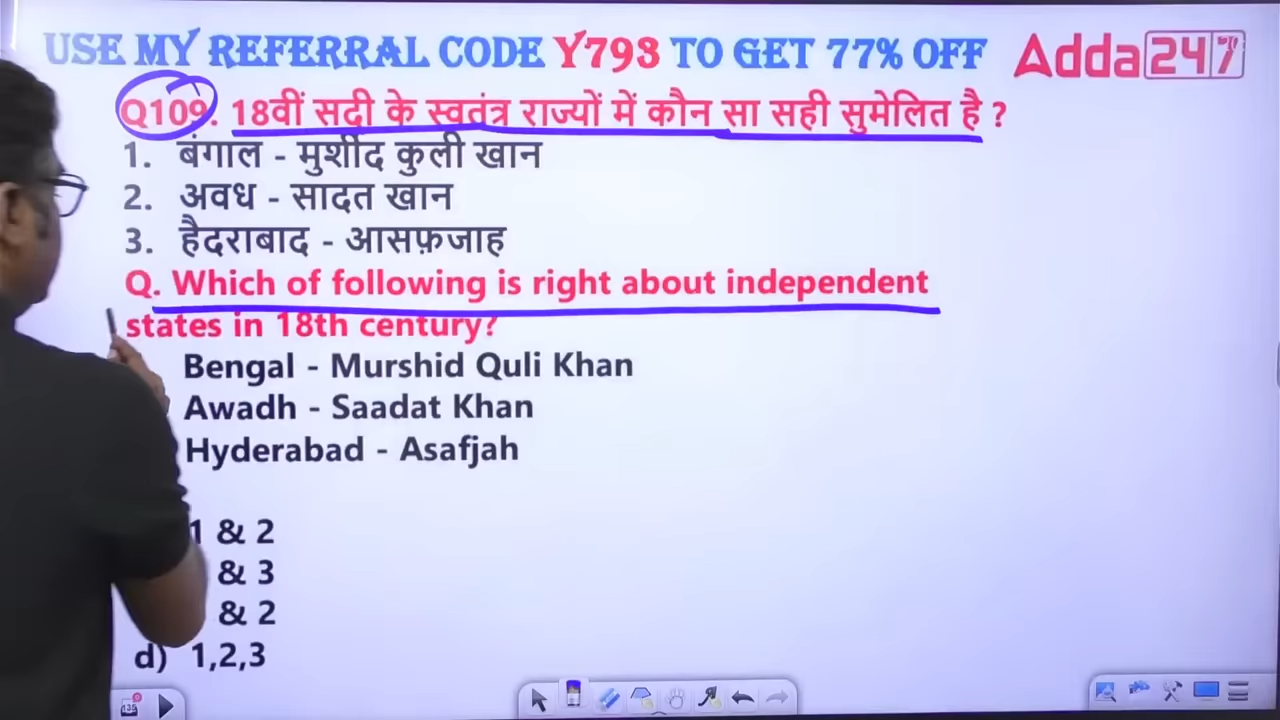 USE MY REFERRAL CODE Y793 TO GET 77% OFF
Adda247
Q109. 18वीं सदी के स्वतंत्र राज्यों में कौन सा सही सुमेलित है ?
1. बंगाल - मुर्शीद कुली खान
2. अवध - सादत खान
3. हैदराबाद - आसफ़जाह
Q. Which of following is right about independent
states in 18th century?
Bengal - Murshid Quli Khan
Awadh - Saadat Khan
Hyderabad - Asafjah
1 & 2
& 3
& 2
d) 1,2,3